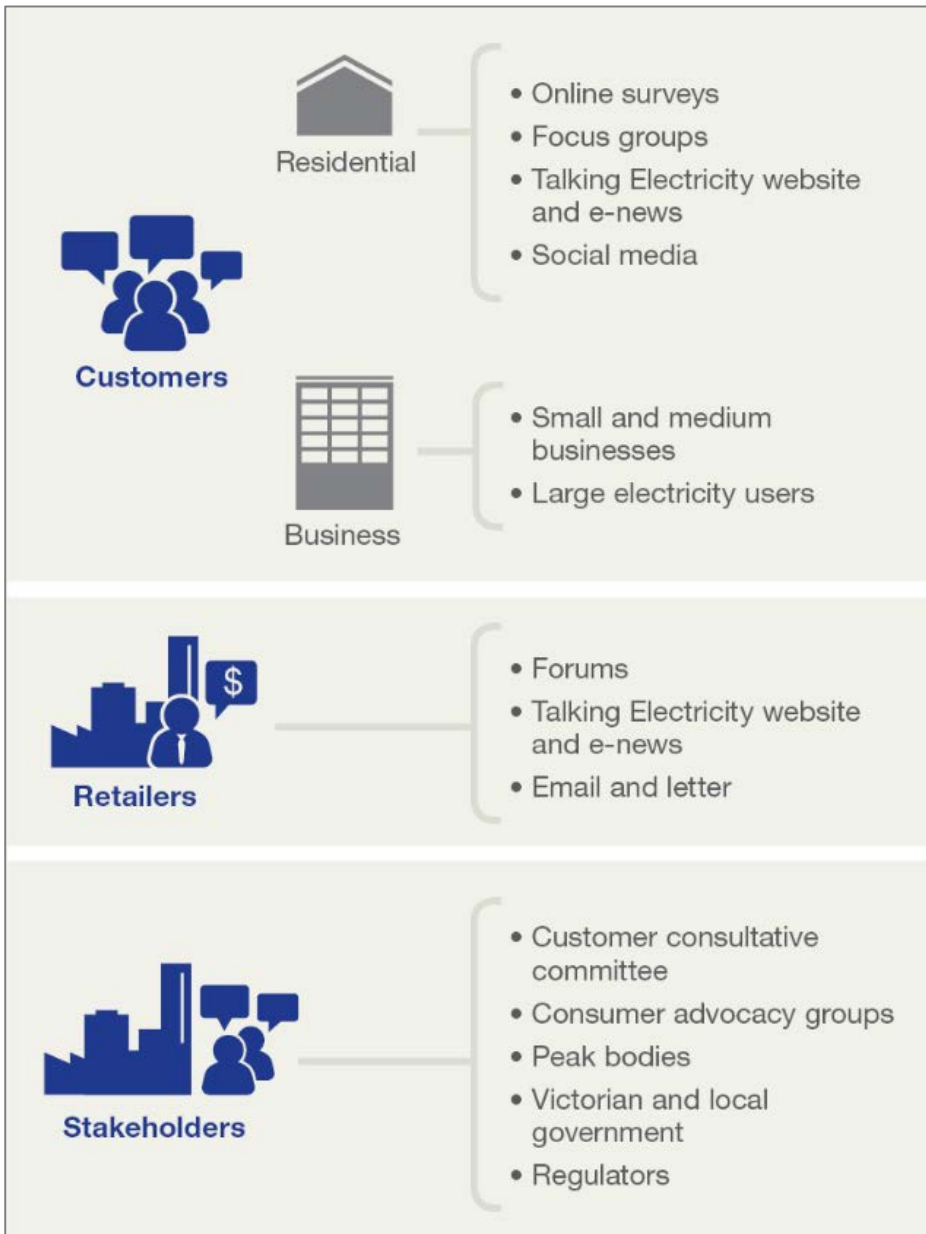 Residential
• Online surveys
• Focus groups
• Talking Electricity website
and e-news
• Social media
Customers
Business
• Small and medium
businesses
• Large electricity users
$
Retailers
• Forums
• Talking Electricity website
and e-news
• Email and letter
Stakeholders
• Customer consultative
committee
• Consumer advocacy groups
• Peak bodies
• Victorian and local
government
• Regulators